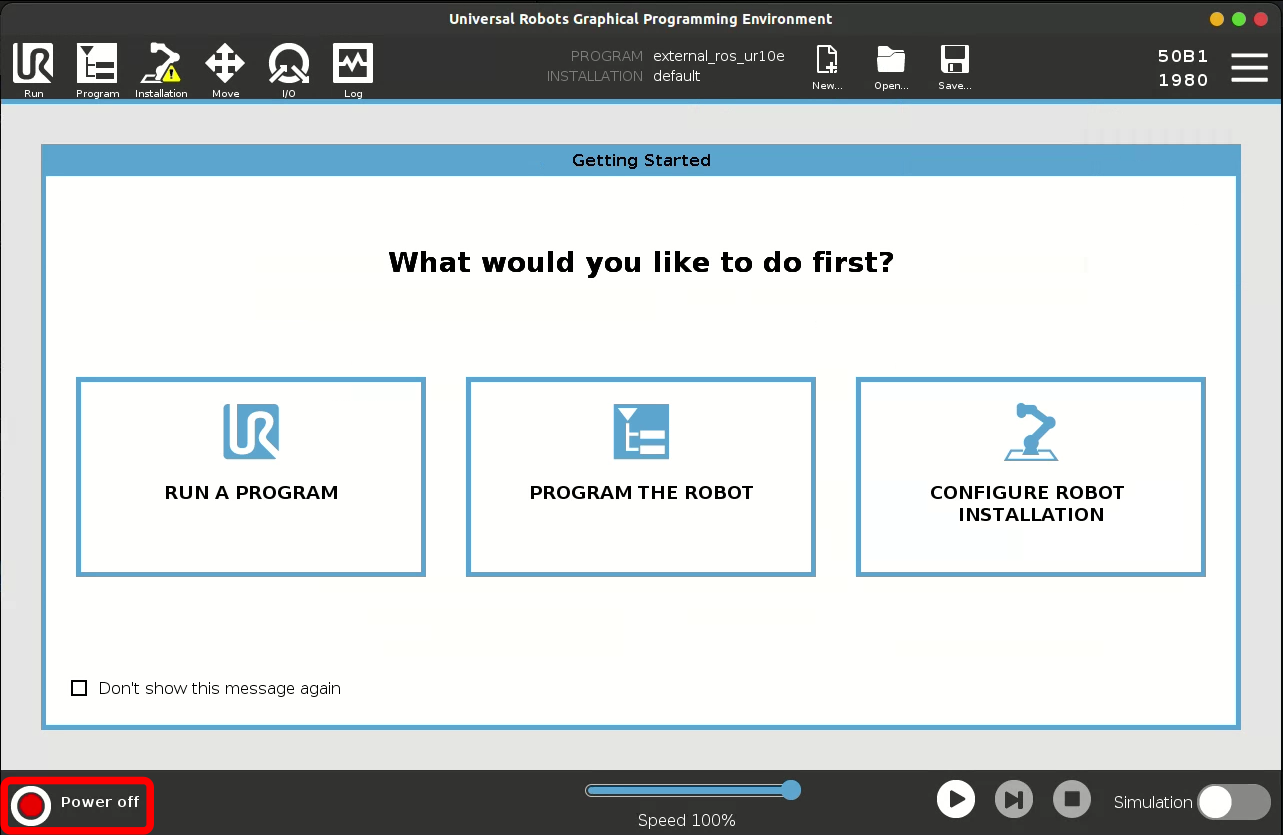 Universal Robots Graphical Programming Environment
PROGRAM external_ros_ur10e
INSTALLATION default
50B1
1980
Run
Program
Installation
Move
I/O
Log
New...
Open...
Save...
Getting Started
What would you like to do first?
RUN A PROGRAM
PROGRAM THE ROBOT
CONFIGURE ROBOT
INSTALLATION
Don't show this message again
Power off
Speed 100%
Simulation